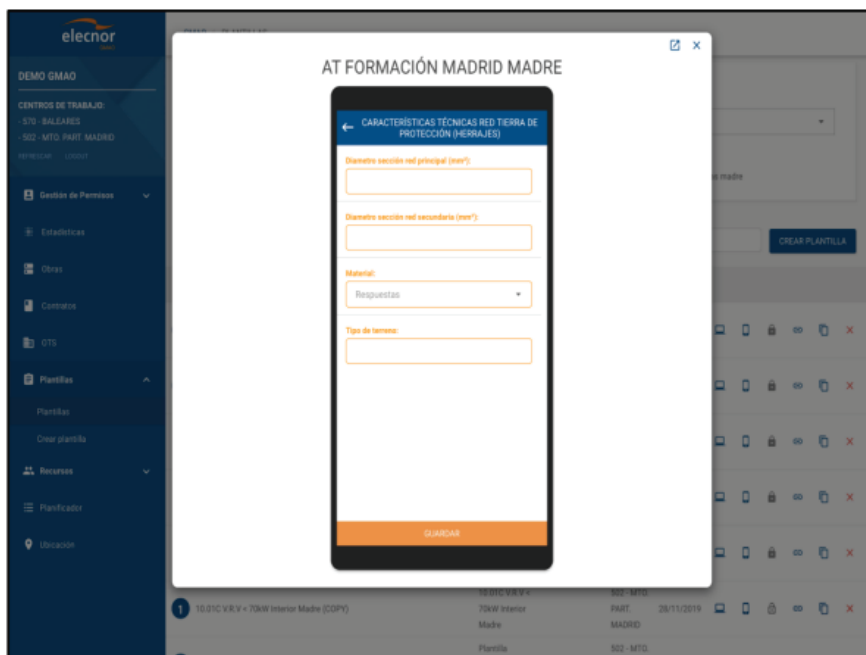 elecnor
GMAO
DEMO GMAO
CENTROS DE TRABAJO:
- 570 - BALEARES
- 502 - MTO. PART. MADRID
REFRESCAR LOGOUT
Gestión de Permisos
Estadísticas
Obras
Contratos
OTS
Plantillas
Plantillas
Crear plantilla
Recursos
Planificador
Ubicación
AT FORMACIÓN MADRID MADRE
CARACTERÍSTICAS TÉCNICAS RED TIERRA DE
PROTECCIÓN (HERRAJES)
Diametro sección red principal (mm²):
Diametro sección red secundaria (mm²):
Material:
Respuestas
Tipo de terreno:
GUARDAR
madre
CREAR PLANTILLA
1 10.01C V.R.V < 70kW Interior Madre (COPY)
10.01C V.R.V <
70kW Interior
Madre
502 - MTO.
PART.
MADRID
28/11/2019
Plantilla
502 - MTO.